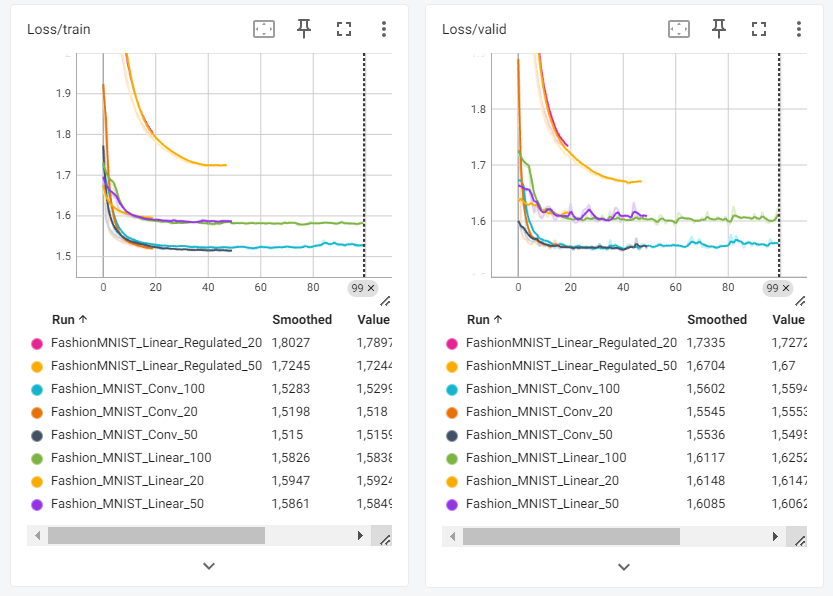 Loss/train
1.9
1.8
1.7
1.6
1.5
0 20 40 60 80 99
Run Smoothed Value
FashionMNIST_Linear_Regulated_20 1,8027 1,7897
FashionMNIST_Linear_Regulated_50 1,7245 1,7244
Fashion_MNIST_Conv_100 1,5283 1,5299
Fashion_MNIST_Conv_20 1,5198 1,518
Fashion_MNIST_Conv_50 1,515 1,5159
Fashion_MNIST_Linear_100 1,5826 1,5838
Fashion_MNIST_Linear_20 1,5947 1,5924
Fashion_MNIST_Linear_50 1,5861 1,5849
Loss/valid
1.8
1.7
1.6
0 20 40 60 80 99
Run Smoothed Value
FashionMNIST_Linear_Regulated_20 1,7335 1,7272
FashionMNIST_Linear_Regulated_50 1,6704 1,67
Fashion_MNIST_Conv_100 1,5602 1,5594
Fashion_MNIST_Conv_20 1,5545 1,5553
Fashion_MNIST_Conv_50 1,5536 1,5495
Fashion_MNIST_Linear_100 1,6117 1,6252
Fashion_MNIST_Linear_20 1,6148 1,6147
Fashion_MNIST_Linear_50 1,6085 1,6062